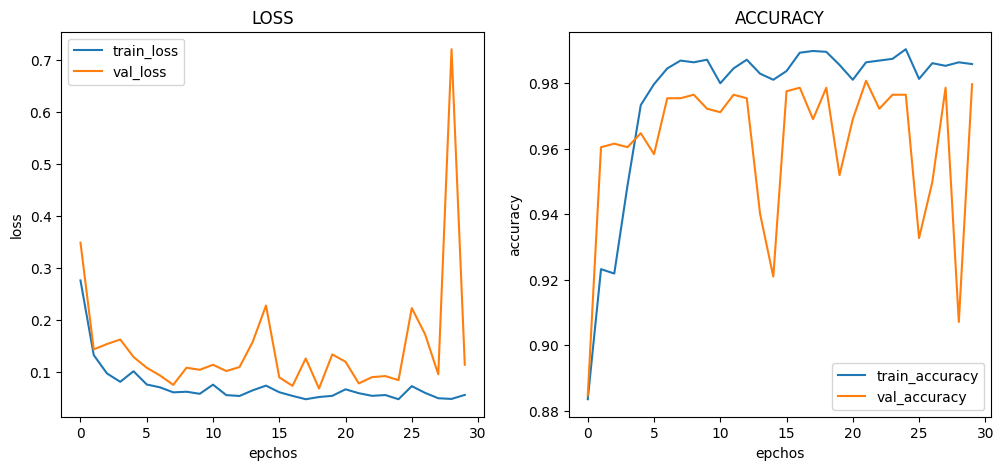 LOSS
train_loss
val_loss
0.7
0.6
0.5
0.4
0.3
0.2
0.1
loss
0 5 10 15 20 25 30
epchos
ACCURACY
0.98
0.96
0.94
0.92
0.90
0.88
accuracy
train_accuracy
val_accuracy
0 5 10 15 20 25 30
epchos